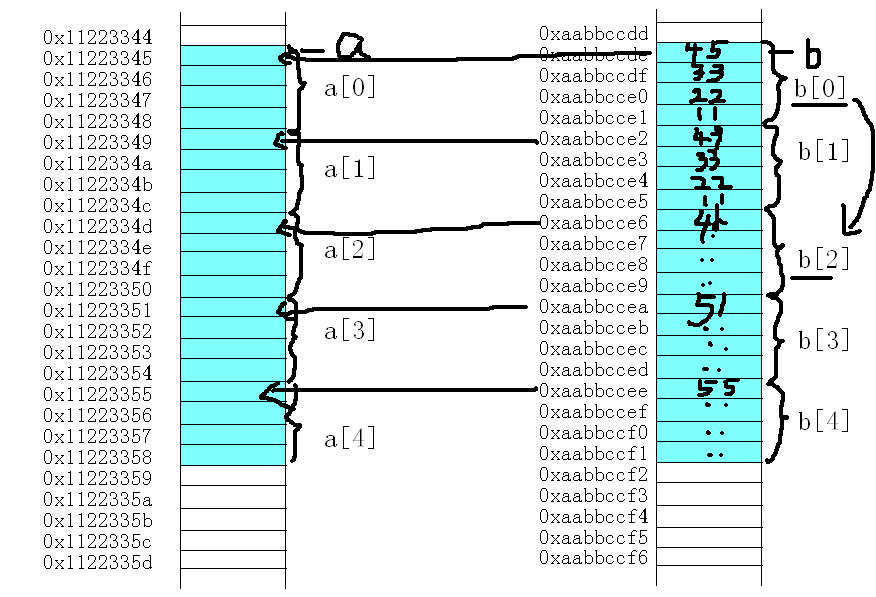 0x11223344
0x11223345
0x11223346
0x11223347
0x11223348
0x11223349
0x1122334a
0x1122334b
0x1122334c
0x1122334d
0x1122334e
0x1122334f
0x11223350
0x11223351
0x11223352
0x11223353
0x11223354
0x11223355
0x11223356
0x11223357
0x11223358
0x11223359
0x1122335a
0x1122335b
0x1122335c
0x1122335d
a
a[0]
a[1]
a[2]
a[3]
a[4]
0xaabbccdd
0xaabbccde
0xaabbccdf
0xaabbcce0
0xaabbcce1
0xaabbcce2
0xaabbcce3
0xaabbcce4
0xaabbcce5
0xaabbcce6
0xaabbcce7
0xaabbcce8
0xaabbcce9
0xaabbccea
0xaabbcceb
0xaabbccec
0xaabbcced
0xaabbccee
0xaabbccef
0xaabbccf0
0xaabbccf1
0xaabbccf2
0xaabbccf3
0xaabbccf4
0xaabbccf5
0xaabbccf6
45
33
22
11
49
33
22
11
..
..
..
51
..
..
..
55
..
..
..
b
b[0]
b[1]
b[2]
b[3]
b[4]